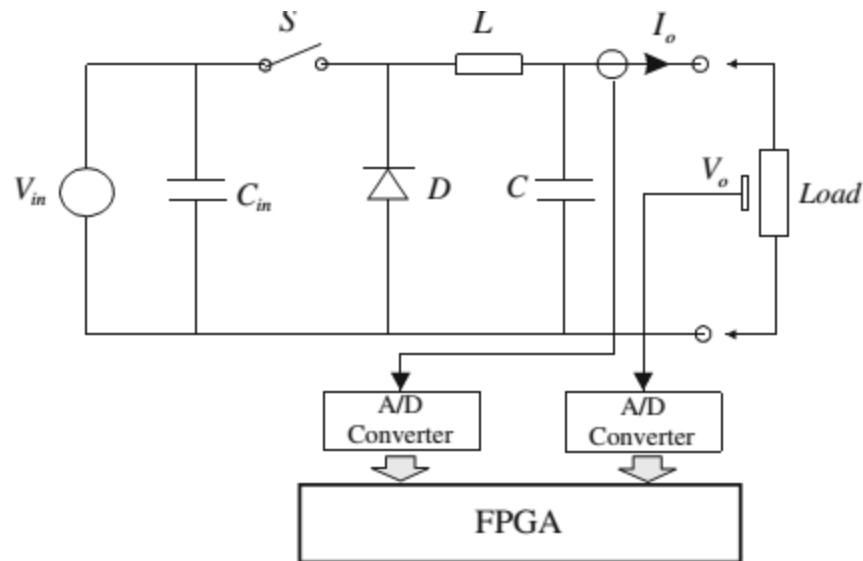 S
L
I_o
V_in
C_in
D
C
V_o
Load
A/D
Converter
A/D
Converter
FPGA